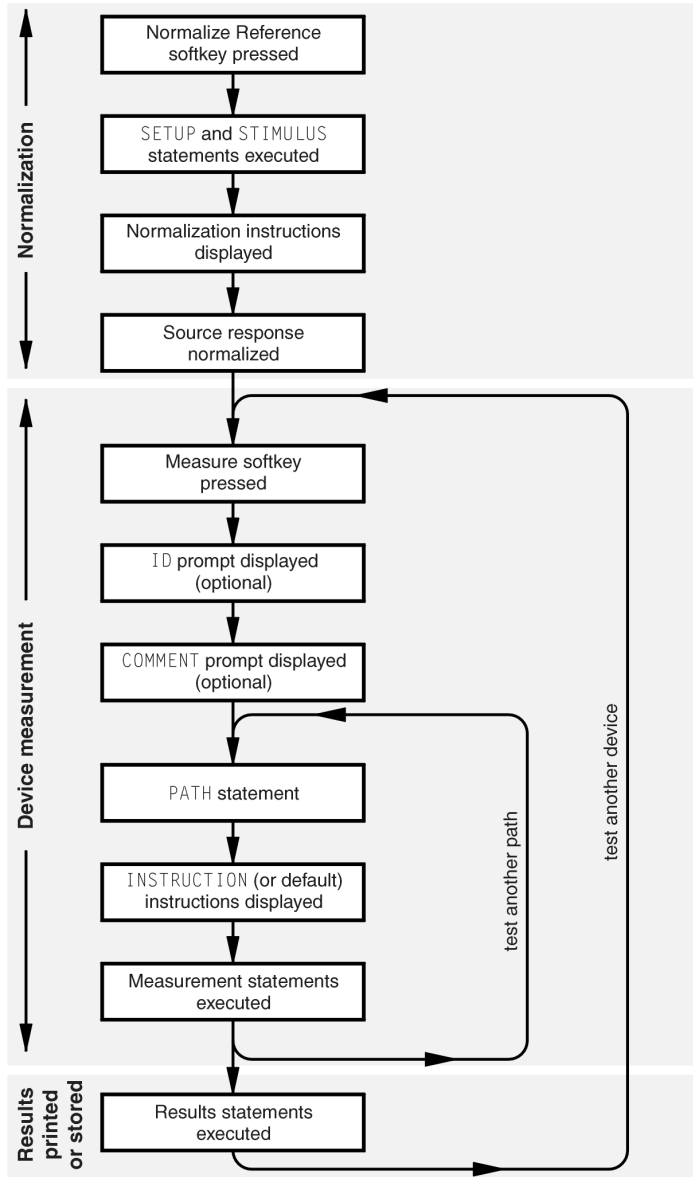 Normalization
Normalize Reference
softkey pressed
SETUP and STIMULUS
statements executed
Normalization instructions
displayed
Source response
normalized
Device measurement
Measure softkey
pressed
ID prompt displayed
(optional)
COMMENT prompt displayed
(optional)
PATH statement
INSTRUCTION (or default)
instructions displayed
Measurement statements
executed
test another path
test another device
Results
printed
or stored
Results statements
executed